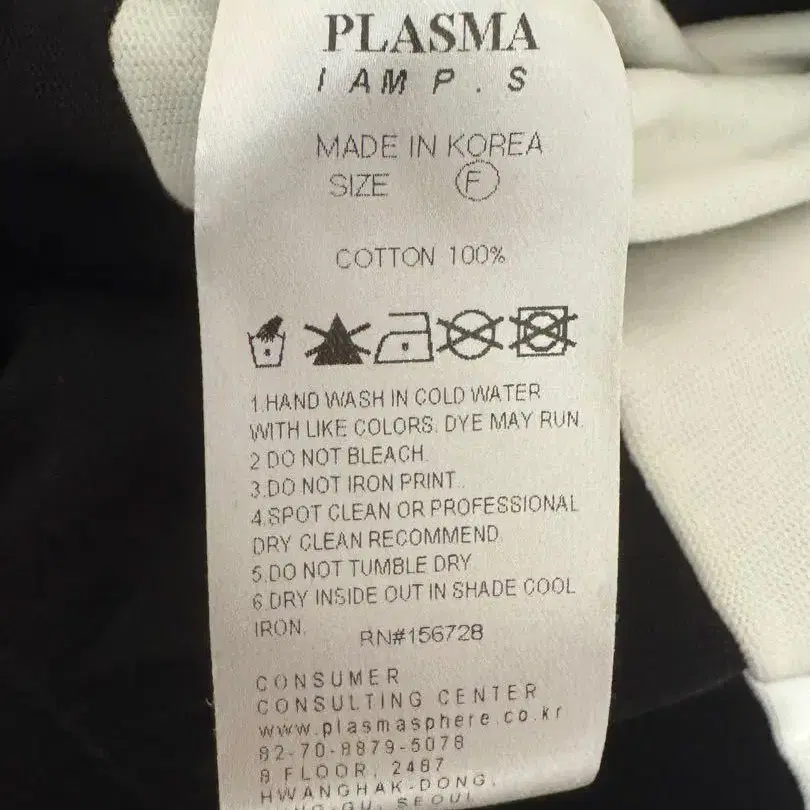 PLASMA
I AM P . S
MADE IN KOREA
SIZE F
COTTON 100%
1.HAND WASH IN COLD WATER
WITH LIKE COLORS. DYE MAY RUN.
2 DO NOT BLEACH.
3.DO NOT IRON PRINT.
4.SPOT CLEAN OR PROFESSIONAL
DRY CLEAN RECOMMEND
5.DO NOT TUMBLE DRY
6.DRY INSIDE OUT IN SHADE COOL
IRON.
RN#156728
CONSUMER
CONSULTING CENTER
www.plasmasphere.co.kr
82-70-8879-5078
8 FLOOR, 2487
HWANGHAK-DONG,
SEOUL